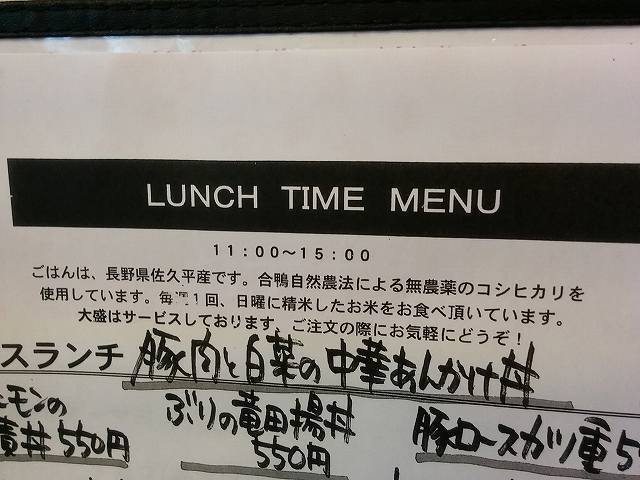 LUNCH TIME MENU
11:00～15:00
ごはんは、長野県佐久平産です。合鴨自然農法による無農薬のコシヒカリを
使用しています。毎週1回、日曜に精米したお米をお食べ頂いています。
大盛はサービスしております。ご注文の際にお気軽にどうぞ！
スランチ 豚肉と白菜の中華あんかけ丼
モンの
漬丼 550円
ぶりの竜田揚丼
550円
豚ロースカツ重 5